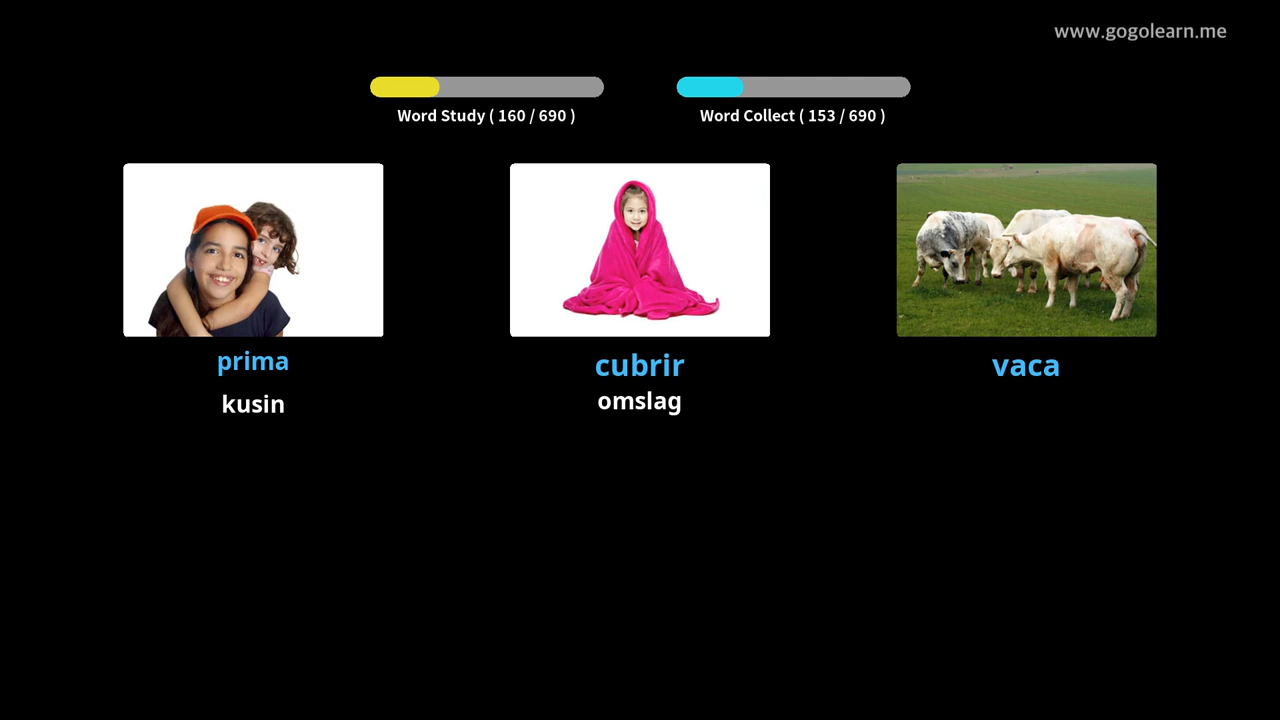 www.gogolearn.me
Word Study ( 160 / 690 )
Word Collect ( 153 / 690 )
prima
kusin
cubrir
omslag
vaca